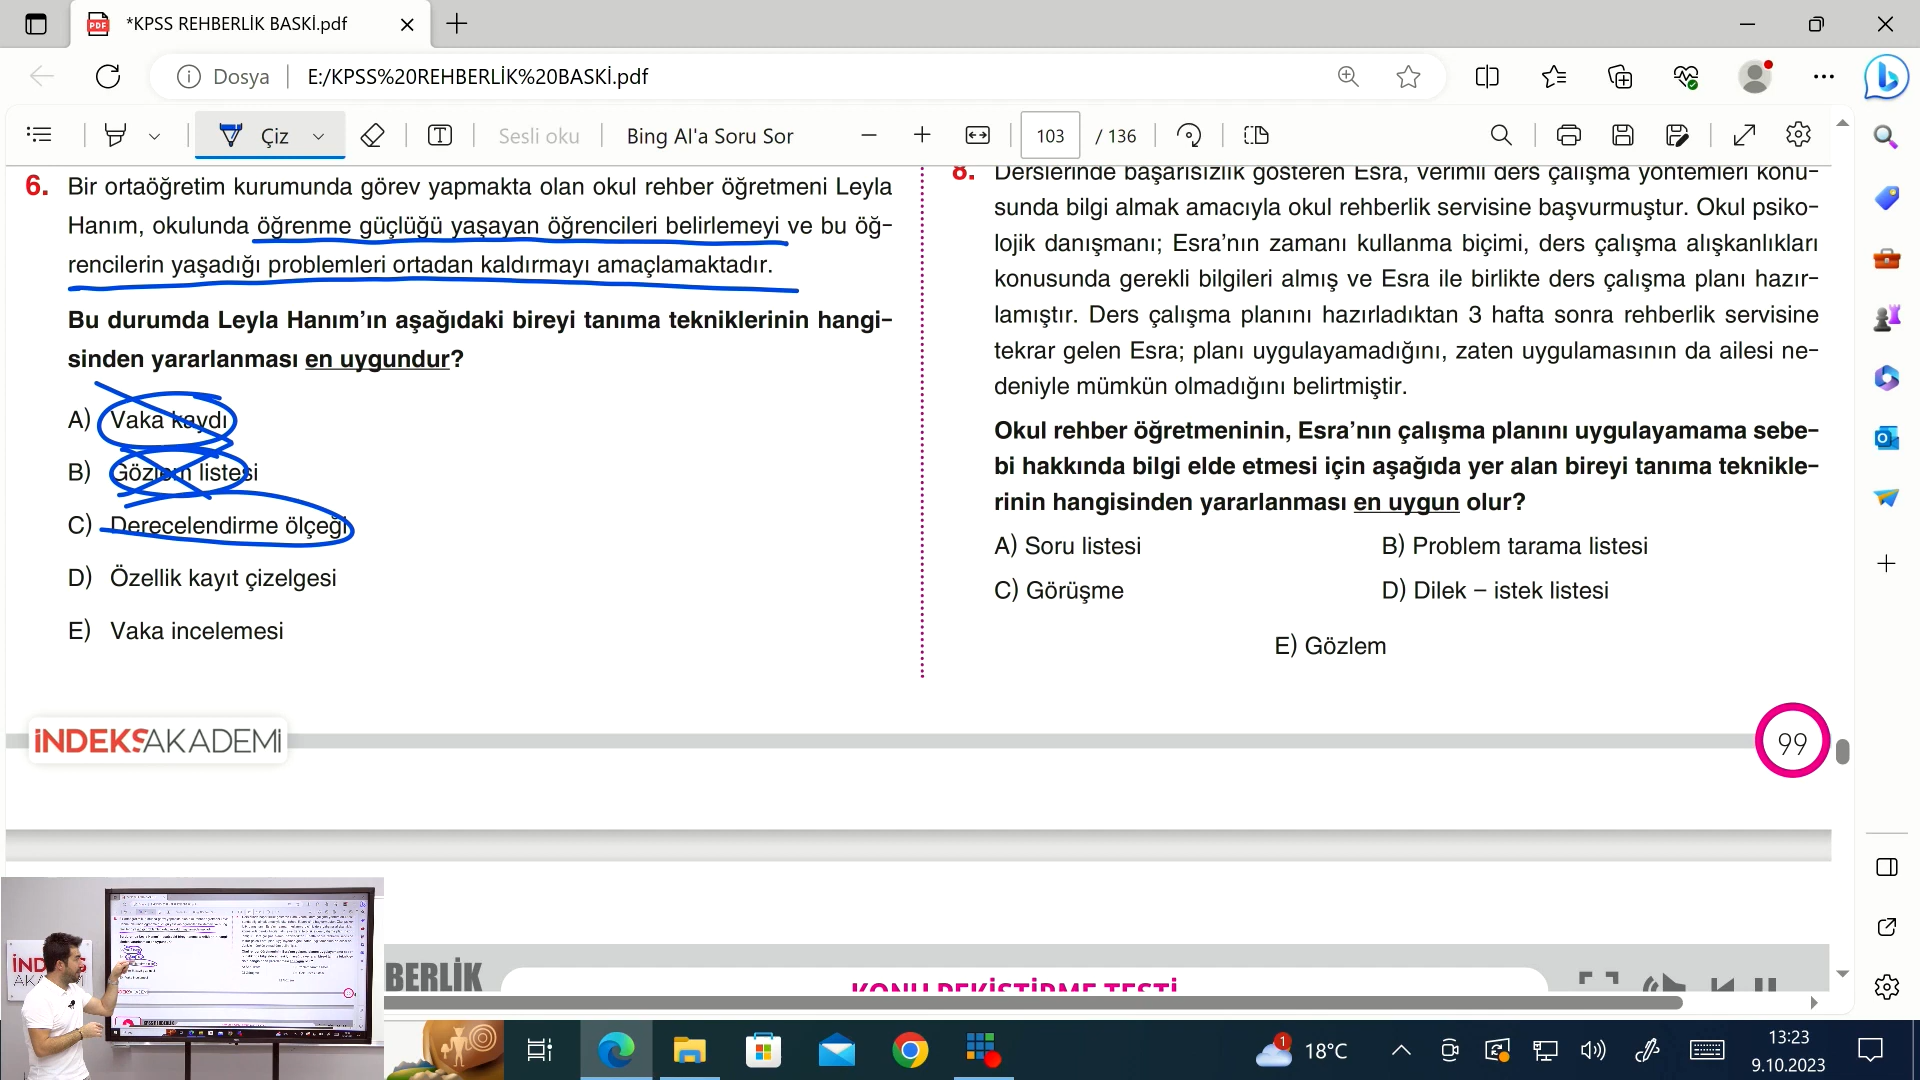 *KPSS REHBERLİK BASKİ.pdf
Dosya
E:/KPSS%20REHBERLİK%20BASKİ.pdf
Çiz
Sesli oku
Bing AI'a Soru Sor
103
/ 136
6. Bir ortaöğretim kurumunda görev yapmakta olan okul rehber öğretmeni Leyla
Hanım, okulunda öğrenme güçlüğü yaşayan öğrencileri belirlemeyi ve bu öğ-
rencilerin yaşadığı problemleri ortadan kaldırmayı amaçlamaktadır.
Bu durumda Leyla Hanım’ın aşağıdaki bireyi tanıma tekniklerinin hangi-
sinden yararlanması en uygundur?
A) Vaka kaydı
B) Gözlem listesi
C) Derecelendirme ölçeği
D) Özellik kayıt çizelgesi
E) Vaka incelemesi
8. Derslerinde başarısızlık gösteren Esra, verimli ders çalışma yöntemleri konu-
sunda bilgi almak amacıyla okul rehberlik servisine başvurmuştur. Okul psiko-
lojik danışmanı; Esra’nın zamanı kullanma biçimi, ders çalışma alışkanlıkları
konusunda gerekli bilgileri almış ve Esra ile birlikte ders çalışma planı hazır-
lamıştır. Ders çalışma planını hazırladıktan 3 hafta sonra rehberlik servisine
tekrar gelen Esra; planı uygulayamadığını, zaten uygulamasının da ailesi ne-
deniyle mümkün olmadığını belirtmiştir.
Okul rehber öğretmeninin, Esra’nın çalışma planını uygulayamama sebe-
bi hakkında bilgi elde etmesi için aşağıda yer alan bireyi tanıma teknikle-
rinin hangisinden yararlanması en uygun olur?
A) Soru listesi
B) Problem tarama listesi
C) Görüşme
D) Dilek – istek listesi
E) Gözlem
İNDEKSAKADEMİ
99
BERLİK
KONU PEKİŞTİRME TESTİ
1
18°C
13:23
9.10.2023